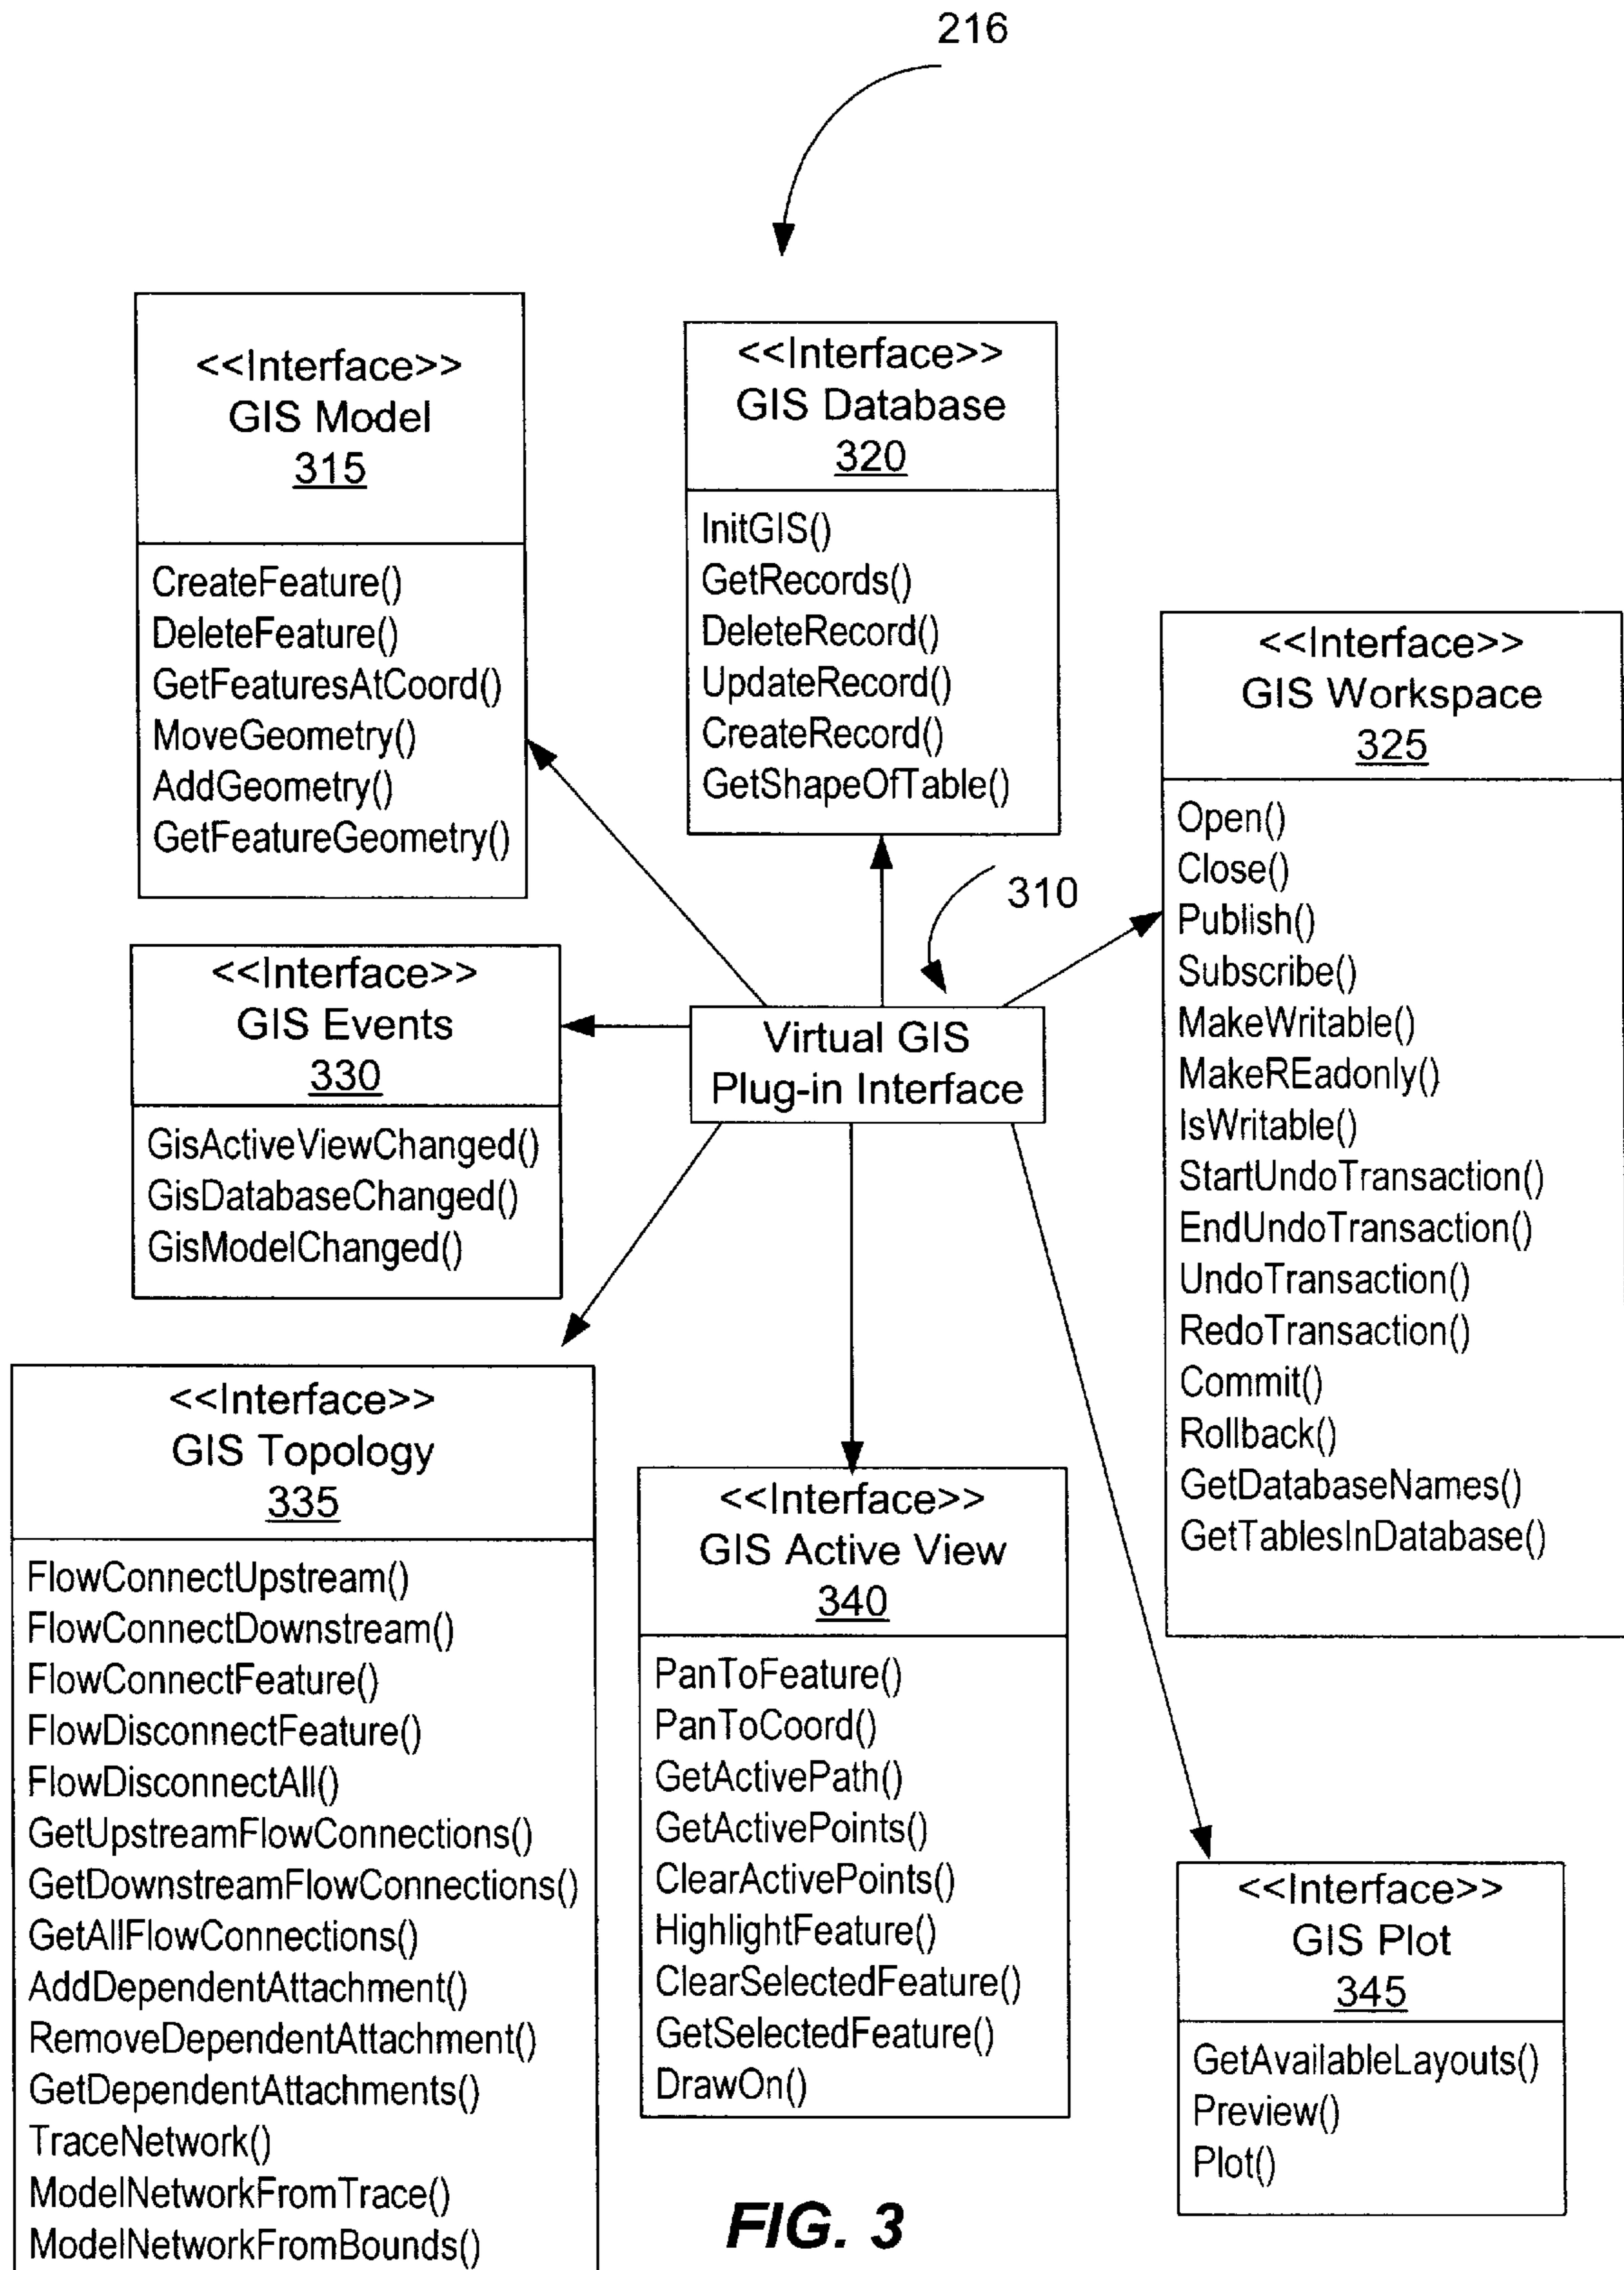 216
<<Interface>>
GIS Model
315
CreateFeature()
DeleteFeature()
GetFeaturesAtCoord()
MoveGeometry()
AddGeometry()
GetFeatureGeometry()
<<Interface>>
GIS Database
320
InitGIS()
GetRecords()
DeleteRecord()
UpdateRecord()
CreateRecord()
GetShapeOfTable()
<<Interface>>
GIS Workspace
325
Open()
Close()
Publish()
Subscribe()
MakeWritable()
MakeREadonly()
IsWritable()
StartUndoTransaction()
EndUndoTransaction()
UndoTransaction()
RedoTransaction()
Commit()
Rollback()
GetDatabaseNames()
GetTablesInDatabase()
310
Virtual GIS
Plug-in Interface
<<Interface>>
GIS Events
330
GisActiveViewChanged()
GisDatabaseChanged()
GisModelChanged()
<<Interface>>
GIS Topology
335
FlowConnectUpstream()
FlowConnectDownstream()
FlowConnectFeature()
FlowDisconnectFeature()
FlowDisconnectAll()
GetUpstreamFlowConnections()
GetDownstreamFlowConnections()
GetAllFlowConnections()
AddDependentAttachment()
RemoveDependentAttachment()
GetDependentAttachments()
TraceNetwork()
ModelNetworkFromTrace()
ModelNetworkFromBounds()
<<Interface>>
GIS Active View
340
PanToFeature()
PanToCoord()
GetActivePath()
GetActivePoints()
ClearActivePoints()
HighlightFeature()
ClearSelectedFeature()
GetSelectedFeature()
DrawOn()
<<Interface>>
GIS Plot
345
GetAvailableLayouts()
Preview()
Plot()
FIG. 3